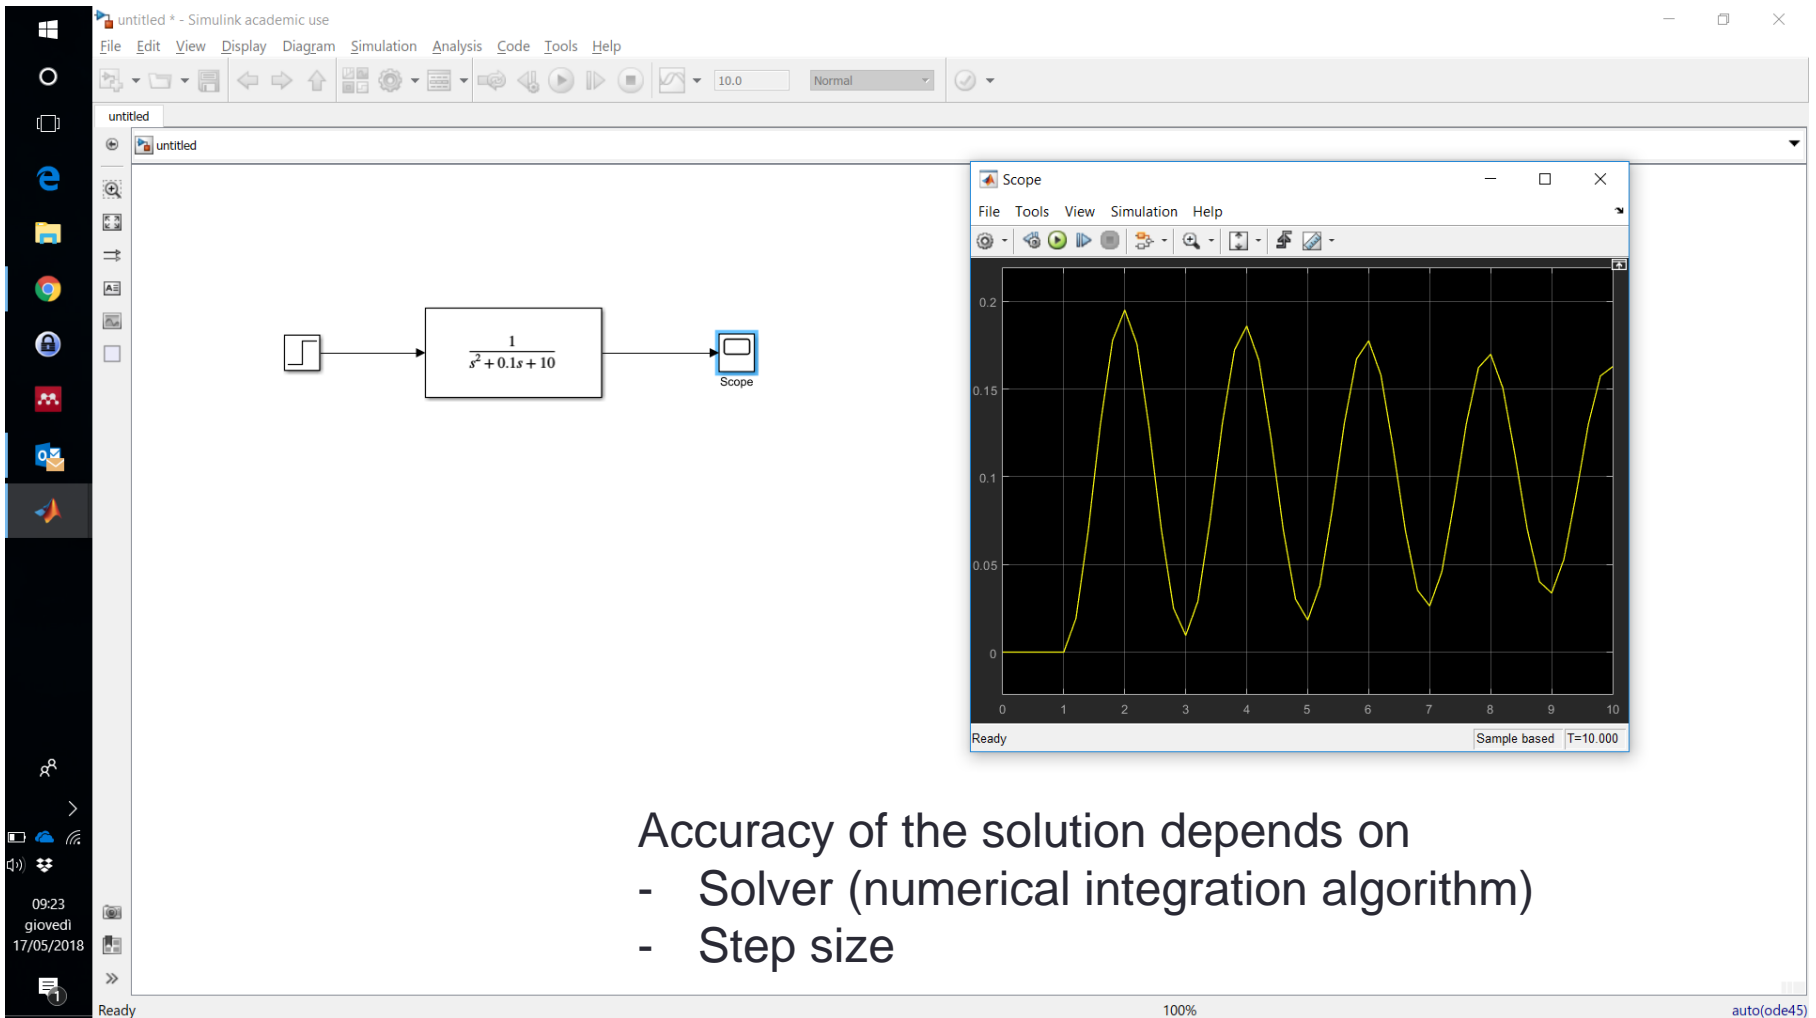 untitled * - Simulink academic use
File Edit View Display Diagram Simulation Analysis Code Tools Help
10.0 Normal
untitled
untitled
Scope
File Tools View Simulation Help
1
s² + 0.1s + 10
Scope
0.2
0.15
0.1
0.05
0
0 1 2 3 4 5 6 7 8 9 10
Ready Sample based T=10.000
Accuracy of the solution depends on
- Solver (numerical integration algorithm)
- Step size
09:23
giovedì
17/05/2018
1
Ready 100% auto(ode45)